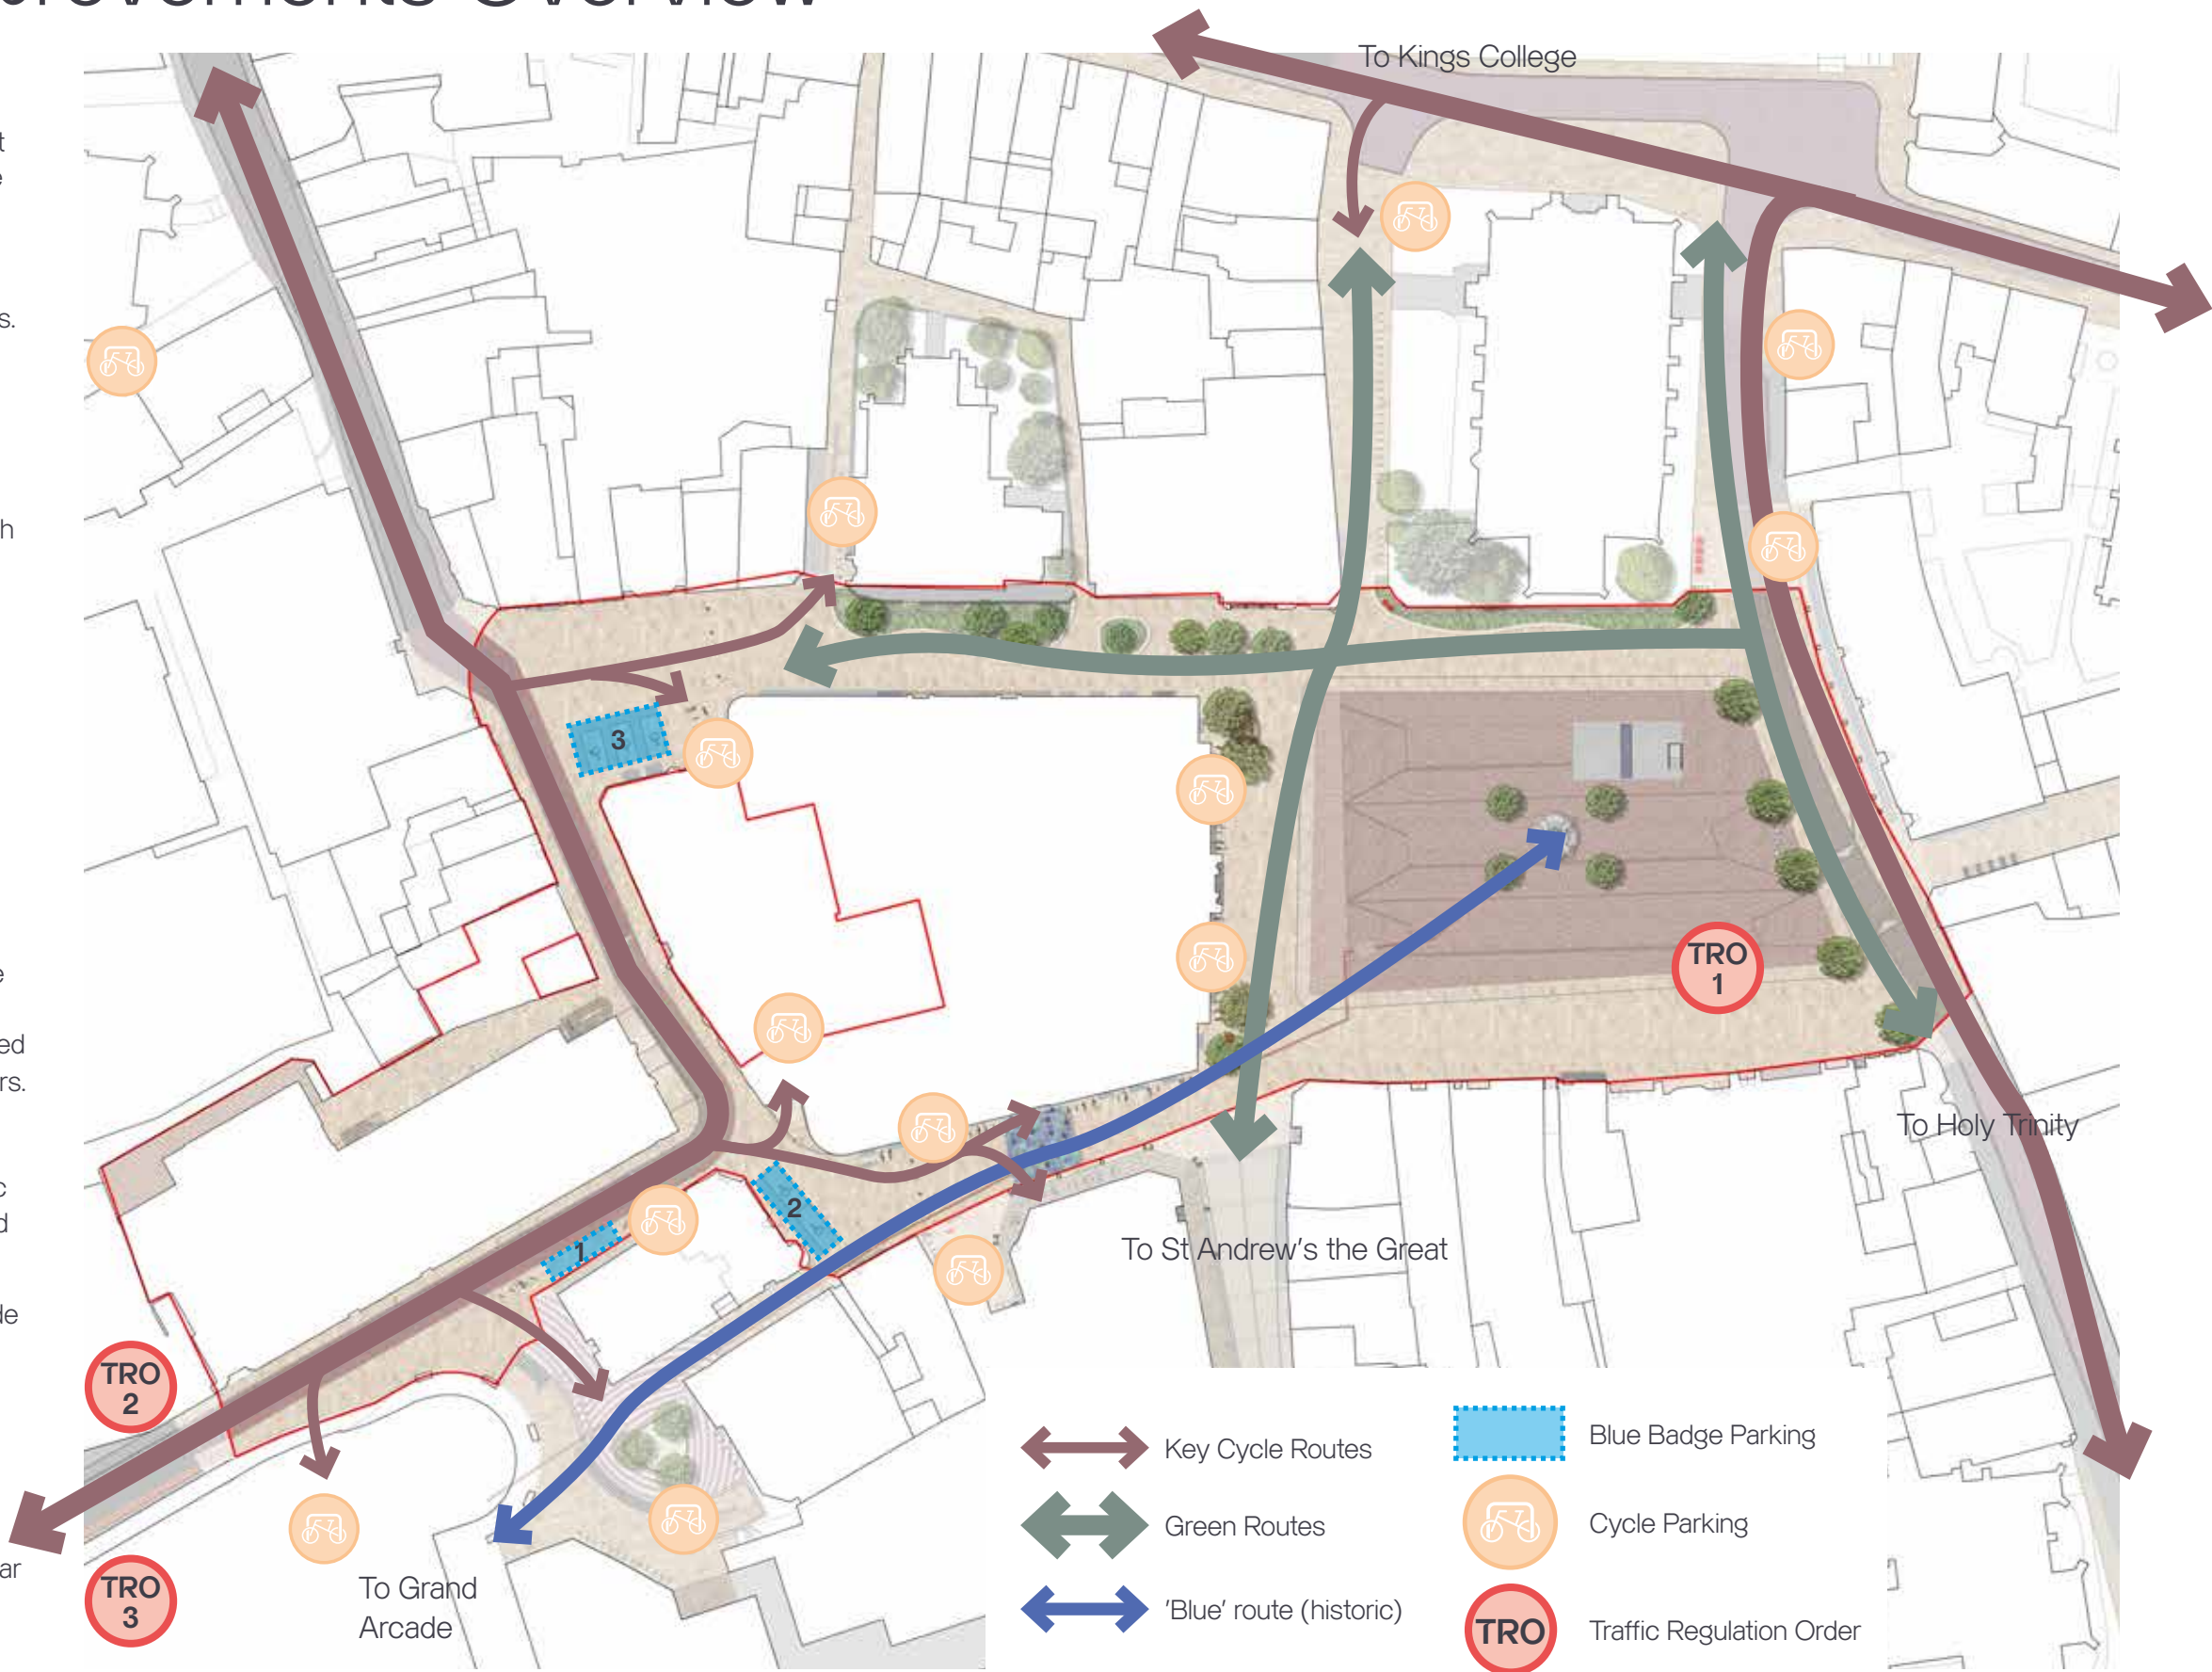 To Kings College
s.
3
TRO
1
rs.
To Holy Trinity
2
To St Andrew's the Great
1
TRO
2
Key Cycle Routes
Blue Badge Parking
Green Routes
Cycle Parking
To Grand
Arcade
TRO
3
'Blue' route (historic)
TRO
Traffic Regulation Order